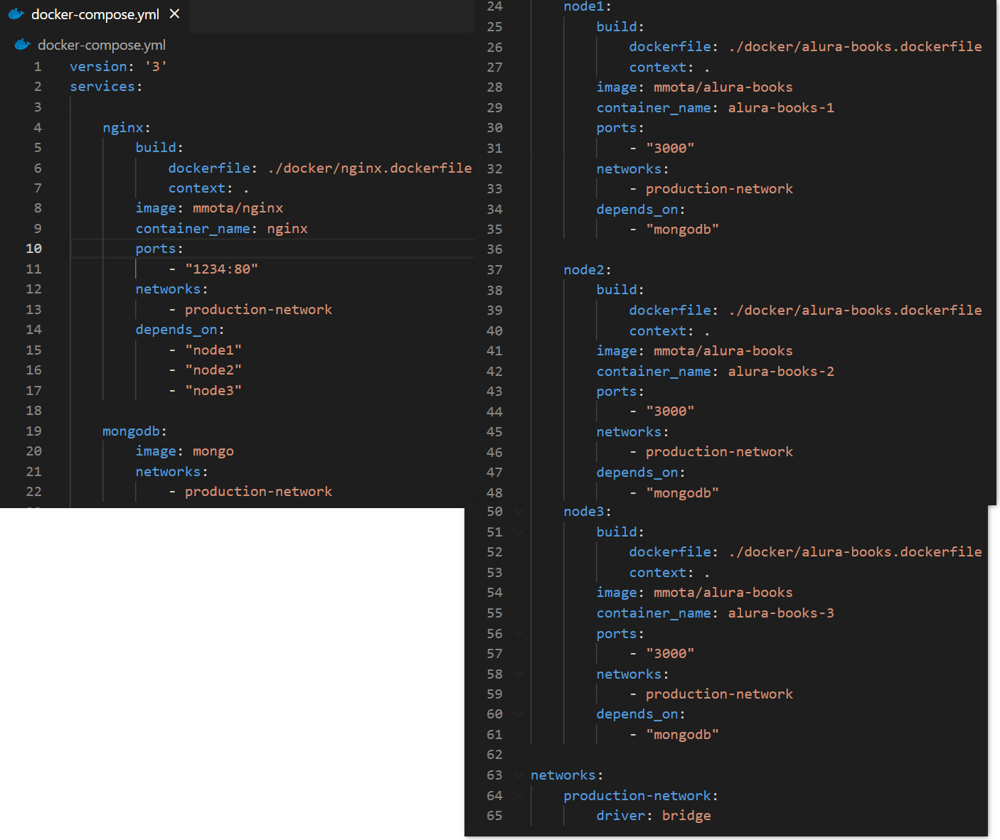 docker-compose.yml ×
docker-compose.yml
1 version: '3'
2 services:
3
4     nginx:
5         build:
6             dockerfile: ./docker/nginx.dockerfile
7             context: .
8         image: mmota/nginx
9         container_name: nginx
10         ports:
11             - "1234:80"
12         networks:
13             - production-network
14         depends_on:
15             - "node1"
16             - "node2"
17             - "node3"
18
19     mongodb:
20         image: mongo
21         networks:
22             - production-network
24     node1:
25         build:
26             dockerfile: ./docker/alura-books.dockerfile
27             context: .
28         image: mmota/alura-books
29         container_name: alura-books-1
30         ports:
31             - "3000"
32         networks:
33             - production-network
34         depends_on:
35             - "mongodb"
36
37     node2:
38         build:
39             dockerfile: ./docker/alura-books.dockerfile
40             context: .
41         image: mmota/alura-books
42         container_name: alura-books-2
43         ports:
44             - "3000"
45         networks:
46             - production-network
47         depends_on:
48             - "mongodb"
50     node3:
51         build:
52             dockerfile: ./docker/alura-books.dockerfile
53             context: .
54         image: mmota/alura-books
55         container_name: alura-books-3
56         ports:
57             - "3000"
58         networks:
59             - production-network
60         depends_on:
61             - "mongodb"
62
63 networks:
64     production-network:
65         driver: bridge